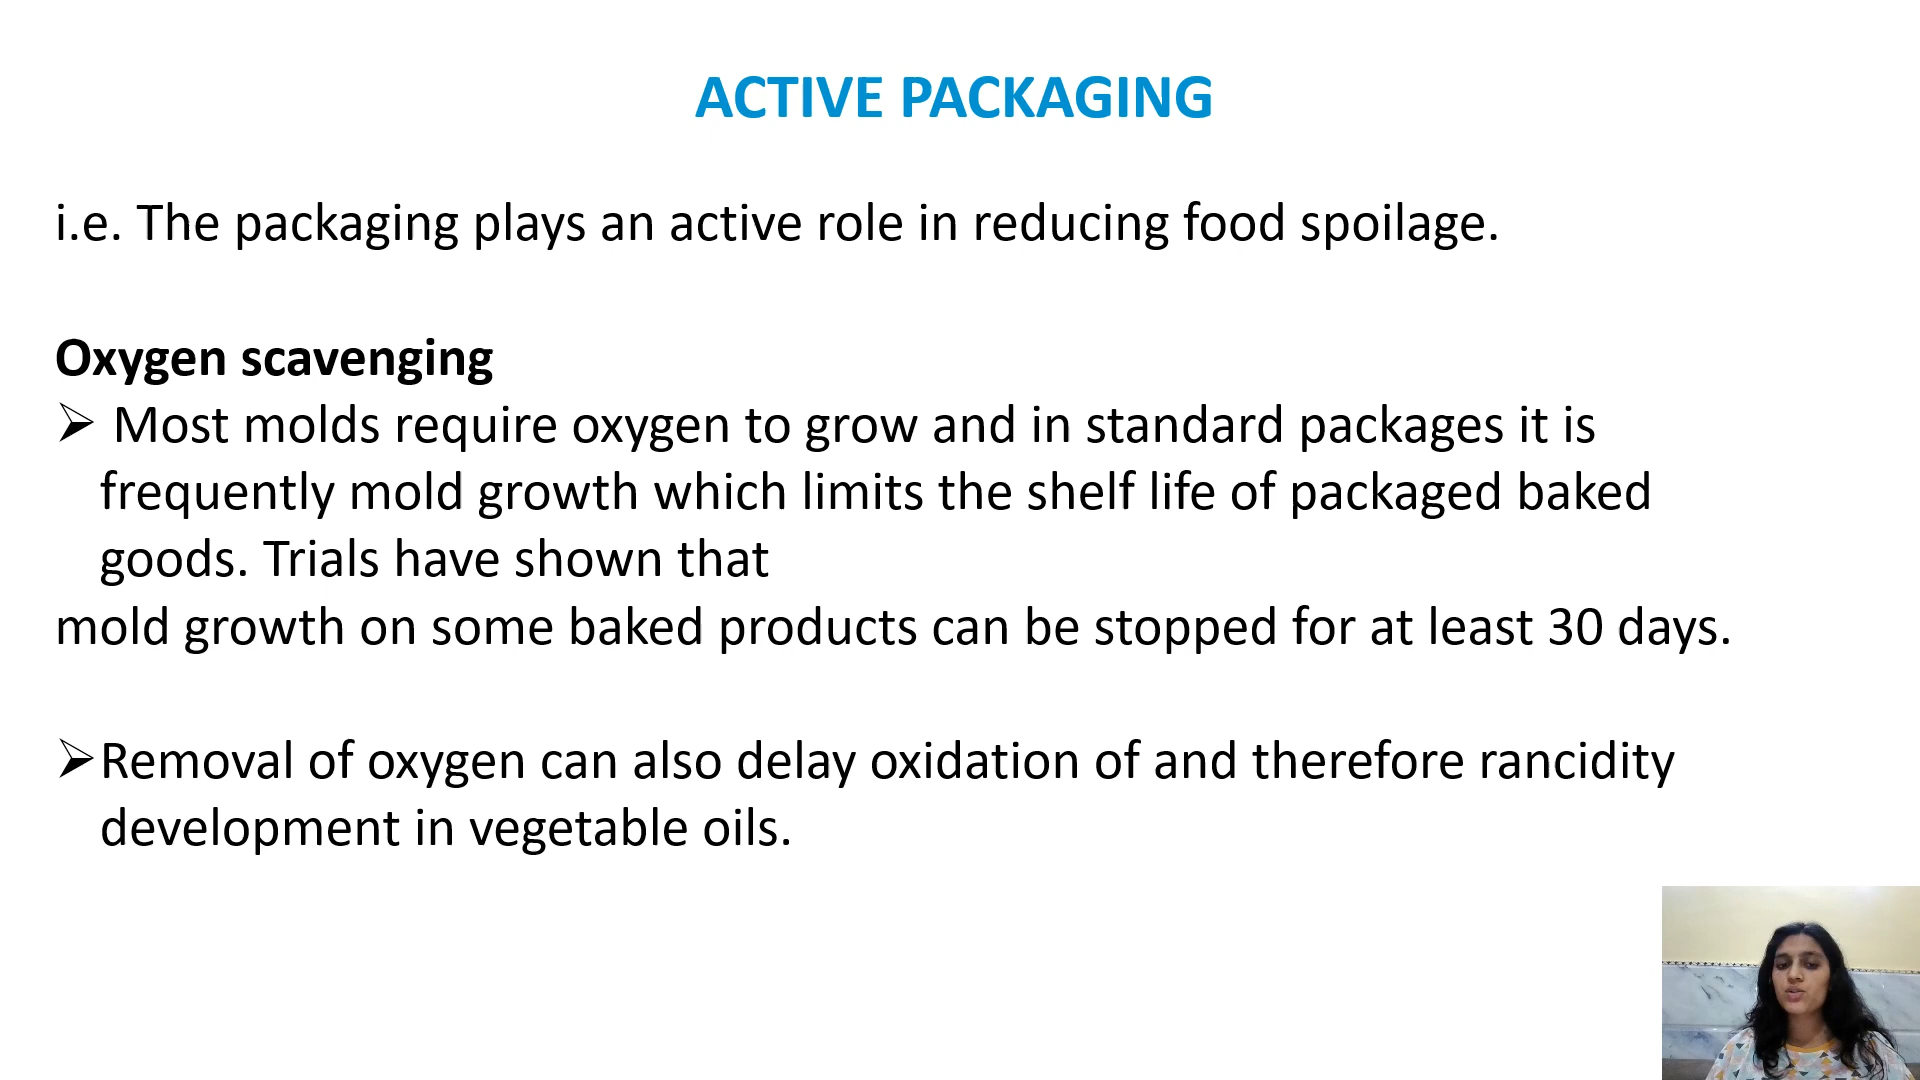 ACTIVE PACKAGING
i.e. The packaging plays an active role in reducing food spoilage.
Oxygen scavenging
➢ Most molds require oxygen to grow and in standard packages it is
frequently mold growth which limits the shelf life of packaged baked
goods. Trials have shown that
mold growth on some baked products can be stopped for at least 30 days.
➢Removal of oxygen can also delay oxidation of and therefore rancidity
development in vegetable oils.